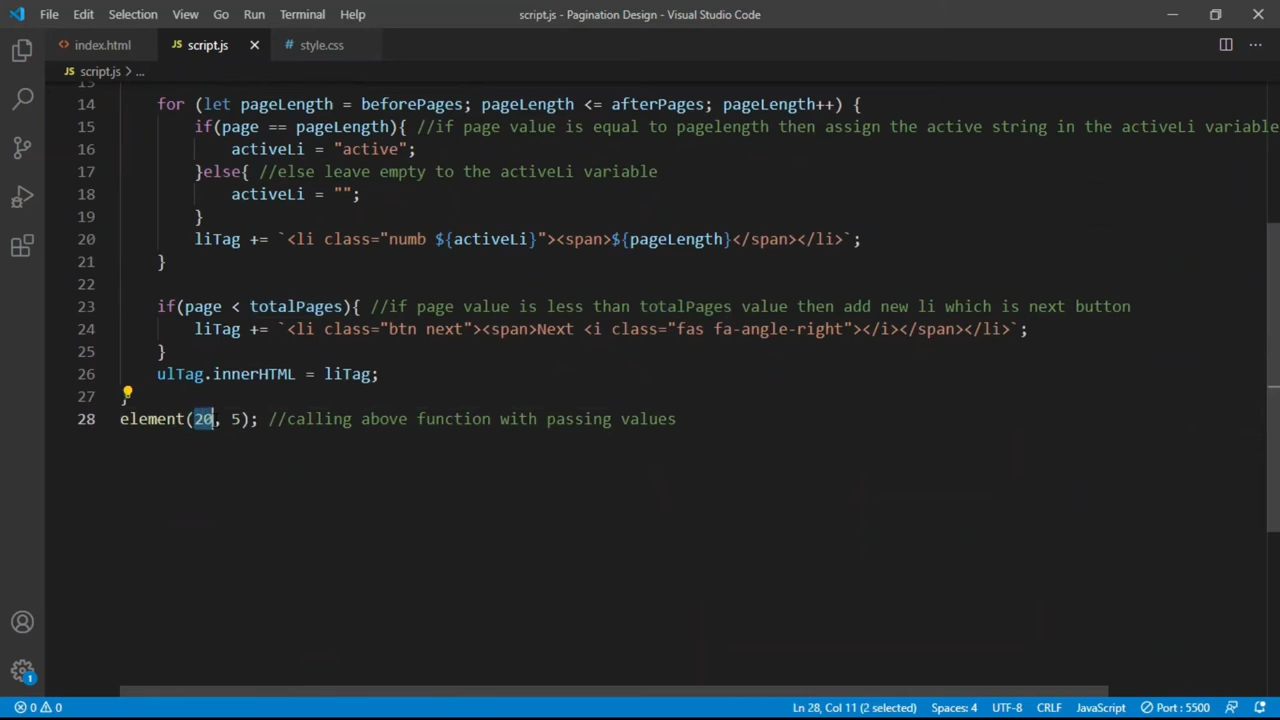 File Edit Selection View Go Run Terminal Help script.js - Pagination Design - Visual Studio Code
index.html JS script.js style.css
JS script.js > ...
13
14 for (let pageLength = beforePages; pageLength <= afterPages; pageLength++) {
15 if(page == pageLength){ //if page value is equal to pagelength then assign the active string in the activeLi variable
16 activeLi = "active";
17 }else{ //else leave empty to the activeLi variable
18 activeLi = "";
19 }
20 liTag += `<li class="numb ${activeLi}"><span>${pageLength}</span></li>`;
21 }
22
23 if(page < totalPages){ //if page value is less than totalPages value then add new li which is next button
24 liTag += `<li class="btn next"><span>Next <i class="fas fa-angle-right"></i></span></li>`;
25 }
26 ulTag.innerHTML = liTag;
27 }
28 element(20, 5); //calling above function with passing values
1
0 0 Ln 28, Col 11 (2 selected) Spaces: 4 UTF-8 CRLF JavaScript Port : 5500